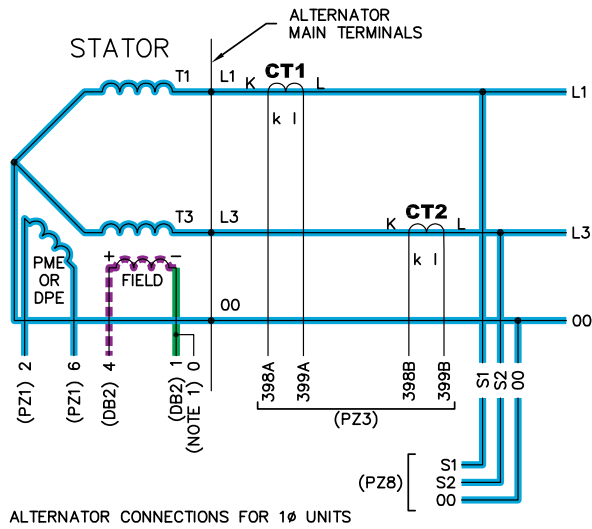 ALTERNATOR
MAIN TERMINALS
STATOR
T1
L1
K
CT1
L
L1
k
l
T3
L3
K
CT2
L
L3
k
l
PME
OR
DPE
+
−
FIELD
00
00
(PZ1) 2
(PZ1) 6
(DB2) 4
(DB2) 1
(NOTE 1) 0
398A
399A
398B
399B
S1
S2
00
(PZ3)
(PZ8)
S1
S2
00
ALTERNATOR CONNECTIONS FOR 1ø UNITS